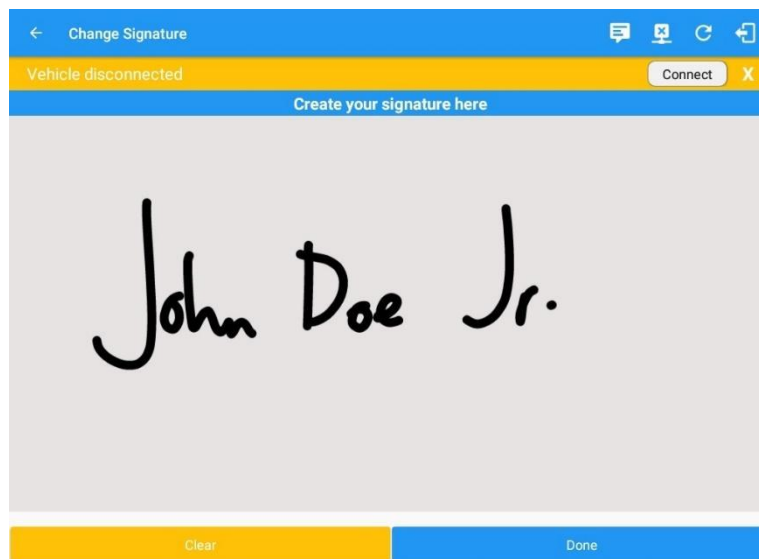 Change Signature
Vehicle disconnected Connect X
Create your signature here
John Doe Jr.
Clear Done